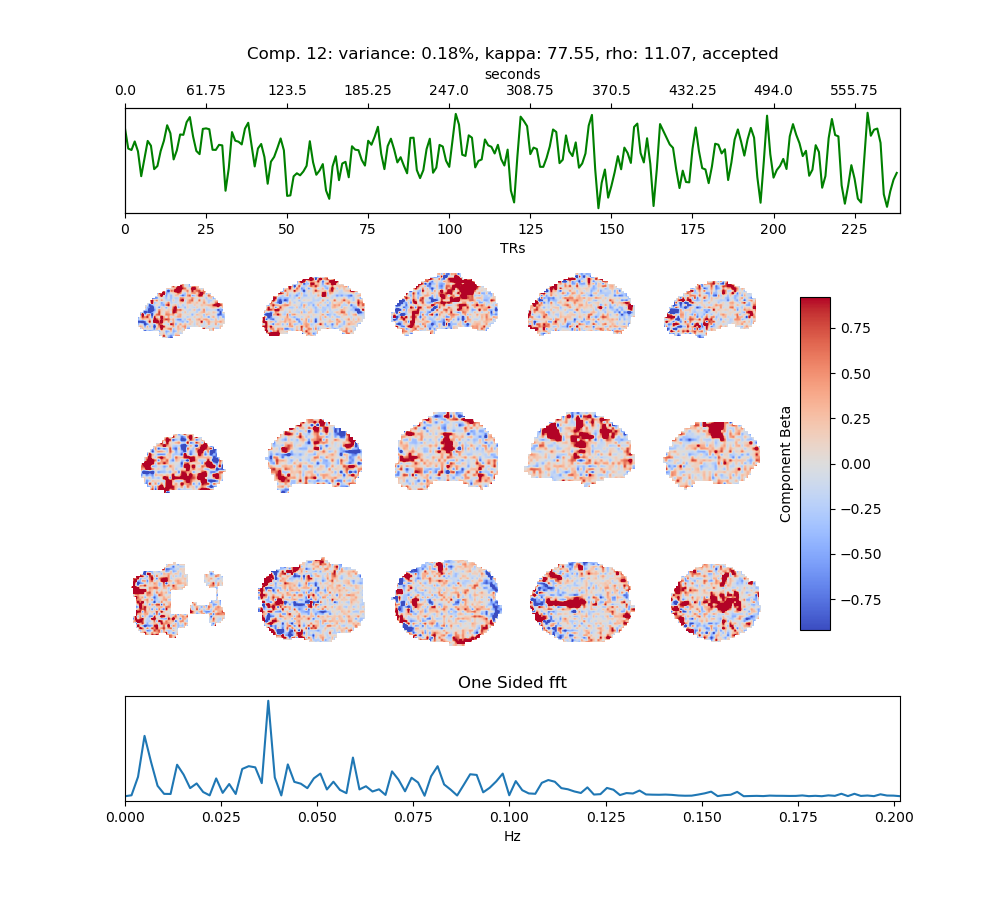 Comp. 12: variance: 0.18%, kappa: 77.55, rho: 11.07, accepted
seconds
0.0 61.75 123.5 185.25 247.0 308.75 370.5 432.25 494.0 555.75
0 25 50 75 100 125 150 175 200 225
TRs
Component Beta
0.75
0.50
0.25
0.00
−0.25
−0.50
−0.75
One Sided fft
0.000 0.025 0.050 0.075 0.100 0.125 0.150 0.175 0.200
Hz